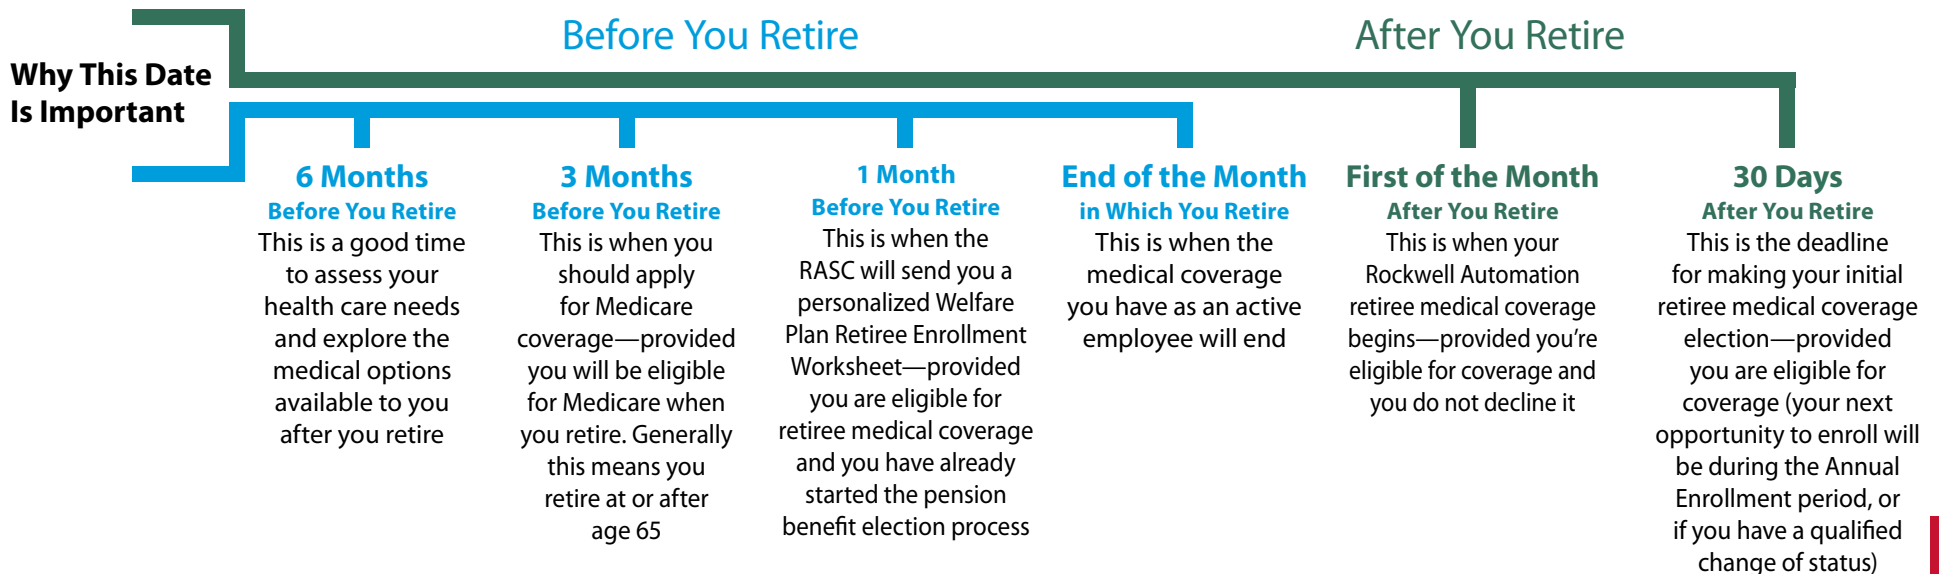 Before You Retire
After You Retire
Why This Date
Is Important
6 Months
Before You Retire
This is a good time
to assess your
health care needs
and explore the
medical options
available to you
after you retire
3 Months
Before You Retire
This is when you
should apply
for Medicare
coverage—provided
you will be eligible
for Medicare when
you retire. Generally
this means you
retire at or after
age 65
1 Month
Before You Retire
This is when the
RASC will send you a
personalized Welfare
Plan Retiree Enrollment
Worksheet—provided
you are eligible for
retiree medical coverage
and you have already
started the pension
benefit election process
End of the Month
in Which You Retire
This is when the
medical coverage
you have as an active
employee will end
First of the Month
After You Retire
This is when your
Rockwell Automation
retiree medical coverage
begins—provided you’re
eligible for coverage and
you do not decline it
30 Days
After You Retire
This is the deadline
for making your initial
retiree medical coverage
election—provided
you are eligible for
coverage (your next
opportunity to enroll will
be during the Annual
Enrollment period, or
if you have a qualified
change of status)